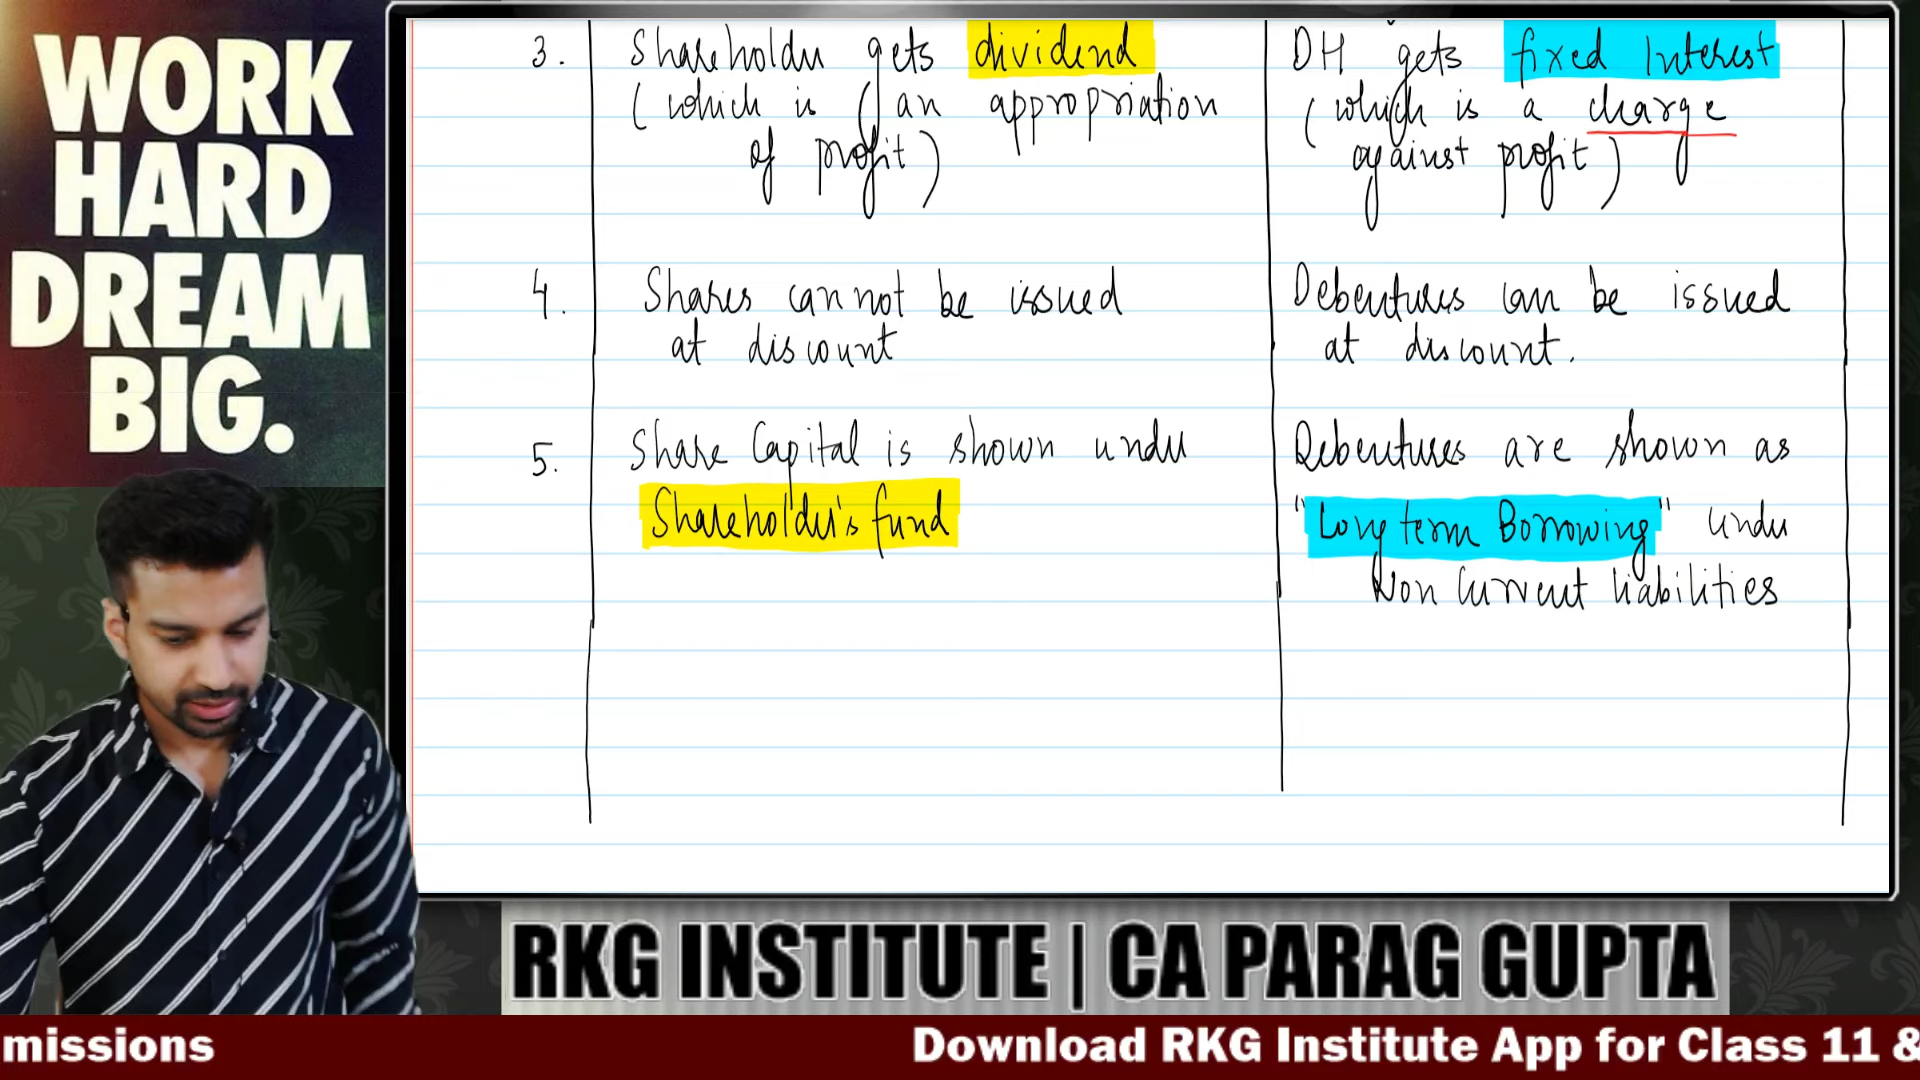 WORK
HARD
DREAM
BIG.
3.
Shareholder gets dividend
(which is (an appropriation
of profit)
DH gets fixed Interest
(which is a charge
against profit)
4.
Shares can not be issued
at discount
Debentures can be issued
at discount.
5.
Share Capital is shown under
Shareholder's fund
Debentures are shown as
"Long term Borrowing" under
Non Current liabilities
RKG INSTITUTE | CA PARAG GUPTA
missions
Download RKG Institute App for Class 11 &